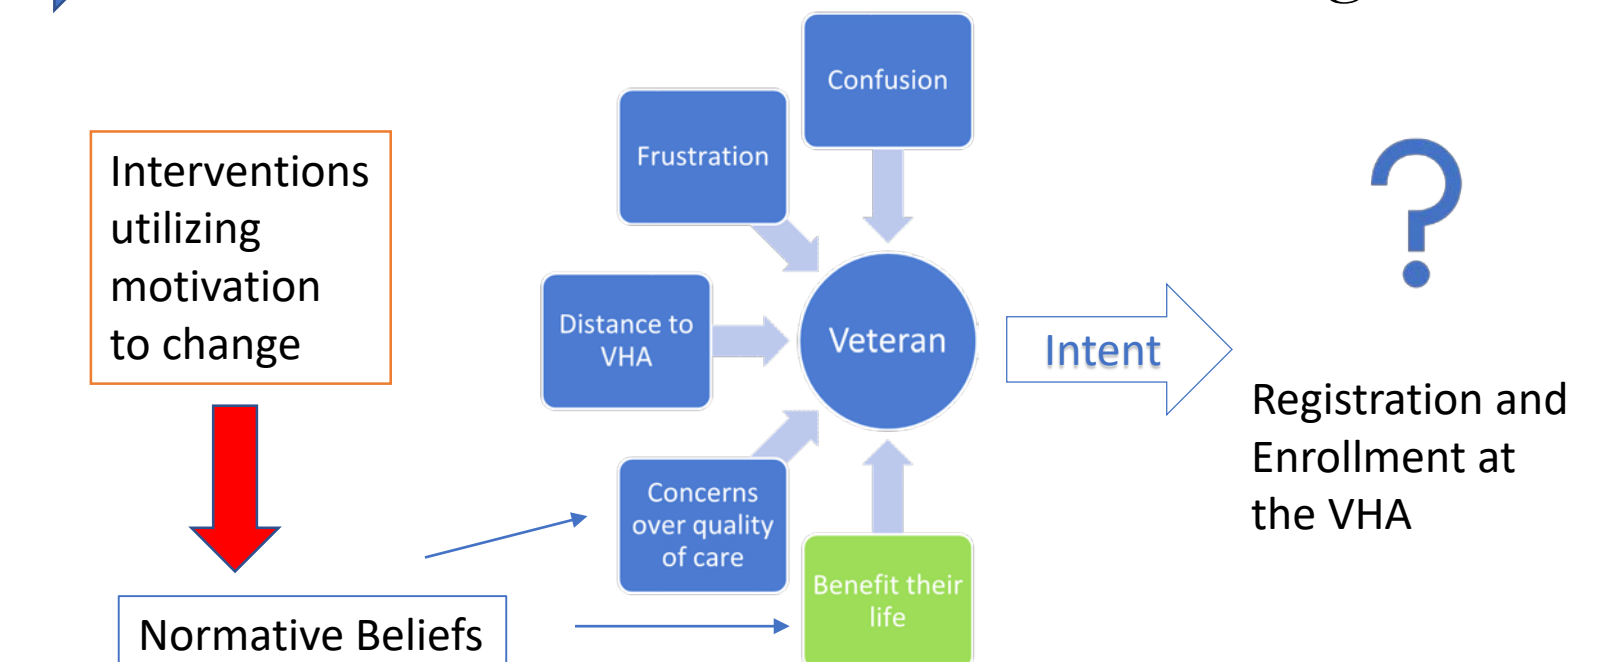 Confusion
Frustration
Interventions
utilizing
motivation
to change
Distance to
VHA
Veteran
Intent
?
Registration and
Enrollment at
the VHA
Concerns
over quality
of care
Benefit their
life
Normative Beliefs